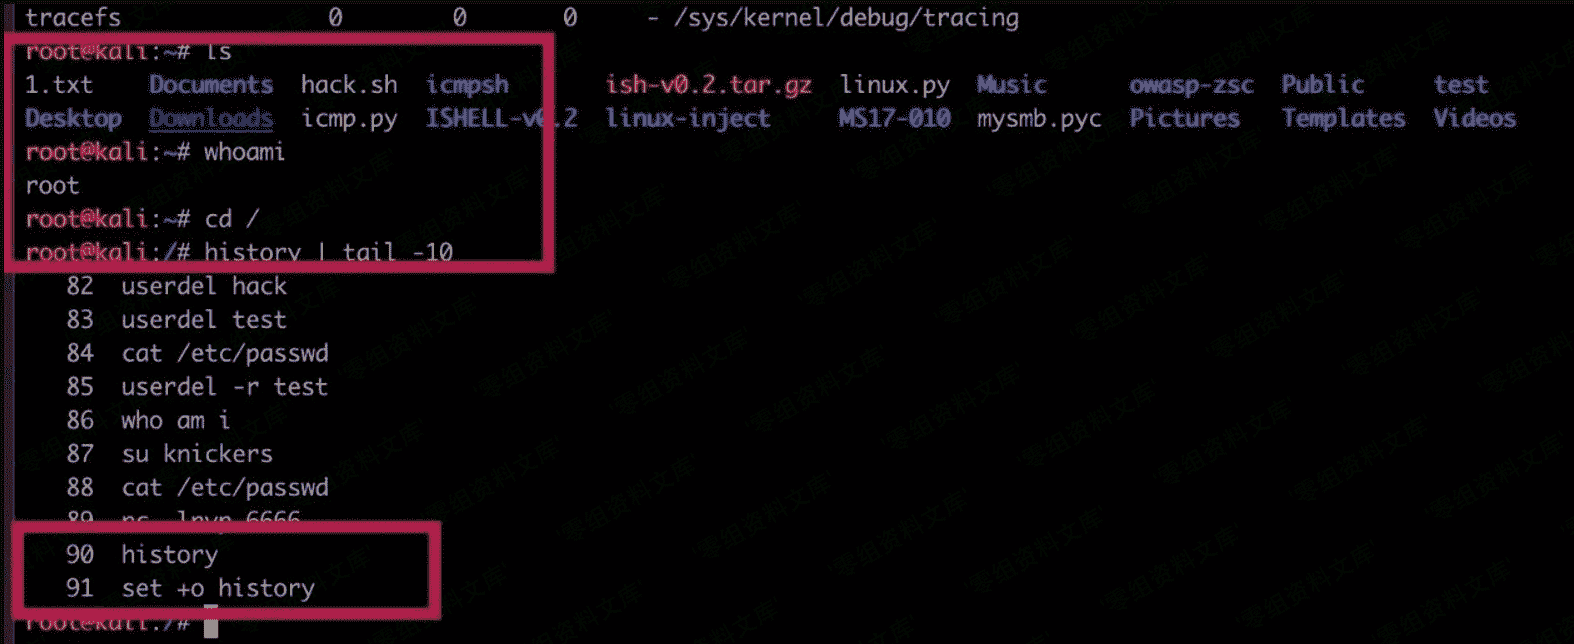 tracefs 0 0 0 - /sys/kernel/debug/tracing
root@kali:~# ls
1.txt Documents hack.sh icmpsh ish-v0.2.tar.gz linux.py Music owasp-zsc Public test
Desktop Downloads icmp.py ISHELL-v0.2 linux-inject MS17-010 mysmb.pyc Pictures Templates Videos
root@kali:~# whoami
root
root@kali:~# cd /
root@kali:/# history | tail -10
82 userdel hack
83 userdel test
84 cat /etc/passwd
85 userdel -r test
86 who am i
87 su knickers
88 cat /etc/passwd
89 nc -lnvp 6666
90 history
91 set +o history
root@kali:/#
零组资料文库